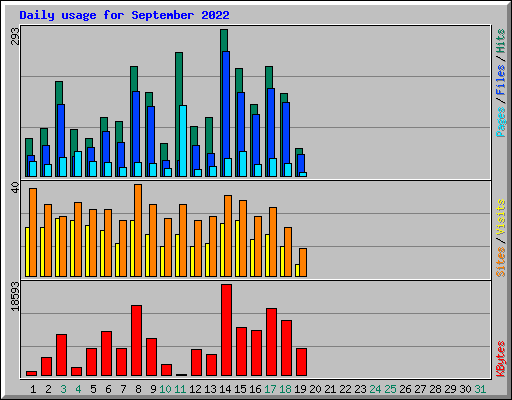 Daily usage for September 2022
293
Pages / Files / Hits
40
Sites / Visits
18593
KBytes
1 2 3 4 5 6 7 8 9 10 11 12 13 14 15 16 17 18 19 20 21 22 23 24 25 26 27 28 29 30 31